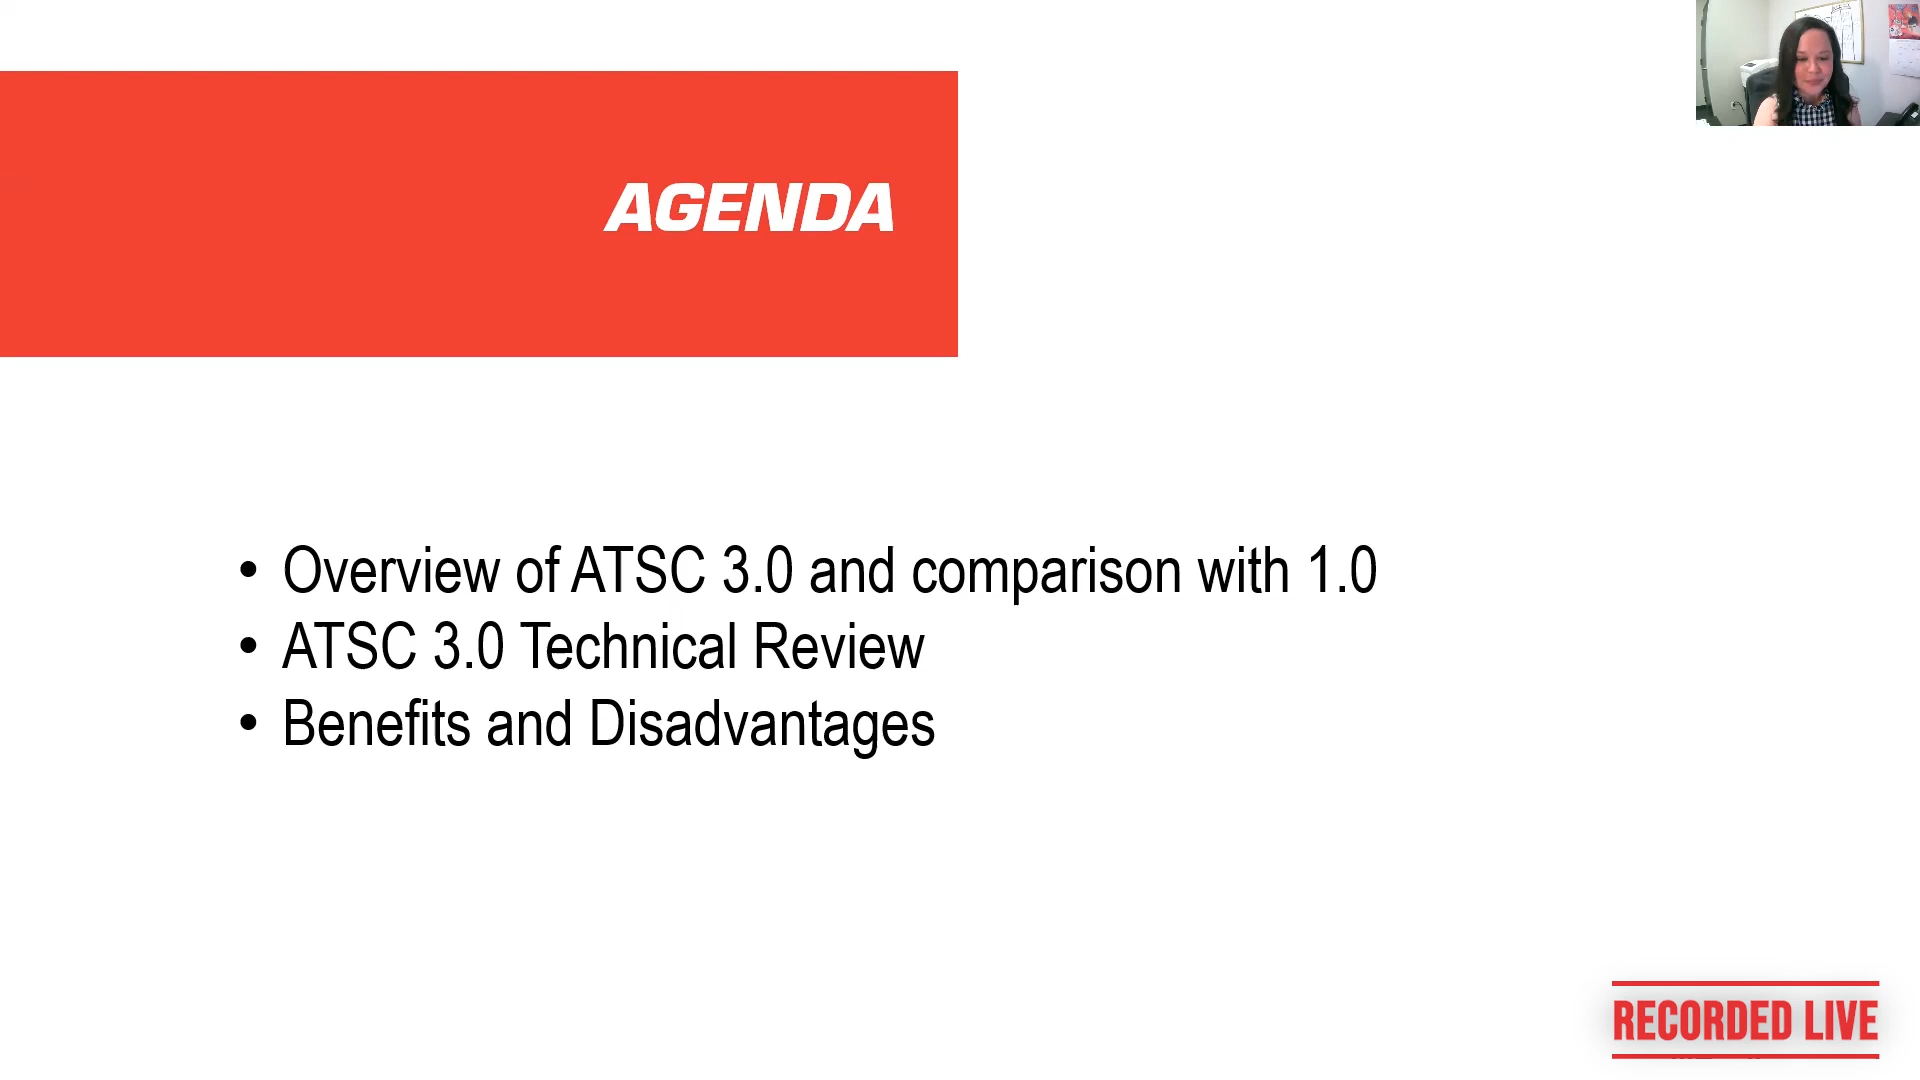 AGENDA
• Overview of ATSC 3.0 and comparison with 1.0
• ATSC 3.0 Technical Review
• Benefits and Disadvantages
RECORDED LIVE